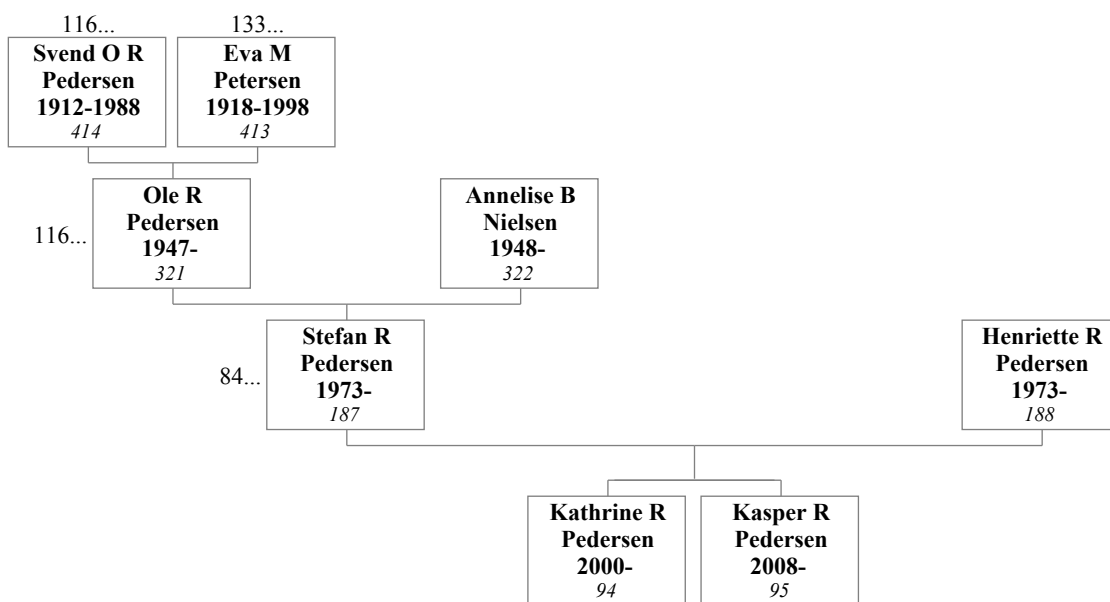 116...
133...
Svend O R
Pedersen
1912-1988
414
Eva M
Petersen
1918-1998
413
116...
Ole R
Pedersen
1947-
321
Annelise B
Nielsen
1948-
322
84...
Stefan R
Pedersen
1973-
187
Henriette R
Pedersen
1973-
188
Kathrine R
Pedersen
2000-
94
Kasper R
Pedersen
2008-
95